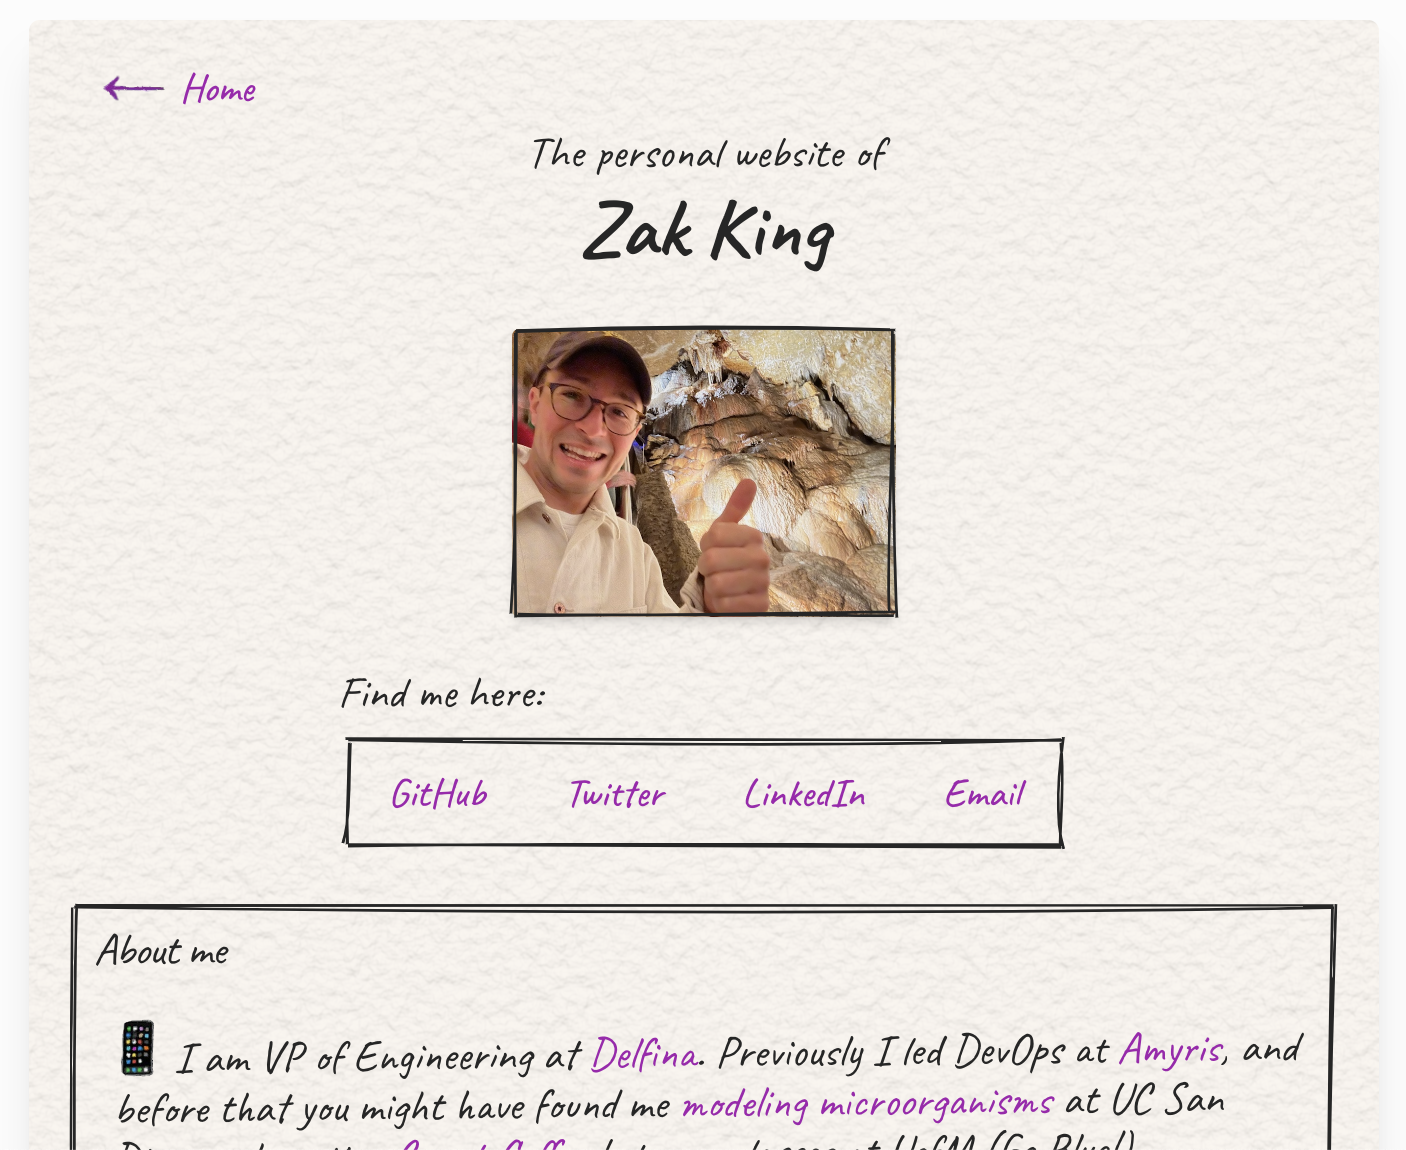 ← Home
The personal website of
Zak King
Find me here:
GitHub Twitter LinkedIn Email
About me
I am VP of Engineering at Delfina. Previously I led DevOps at Amyris, and
before that you might have found me modeling microorganisms at UC San